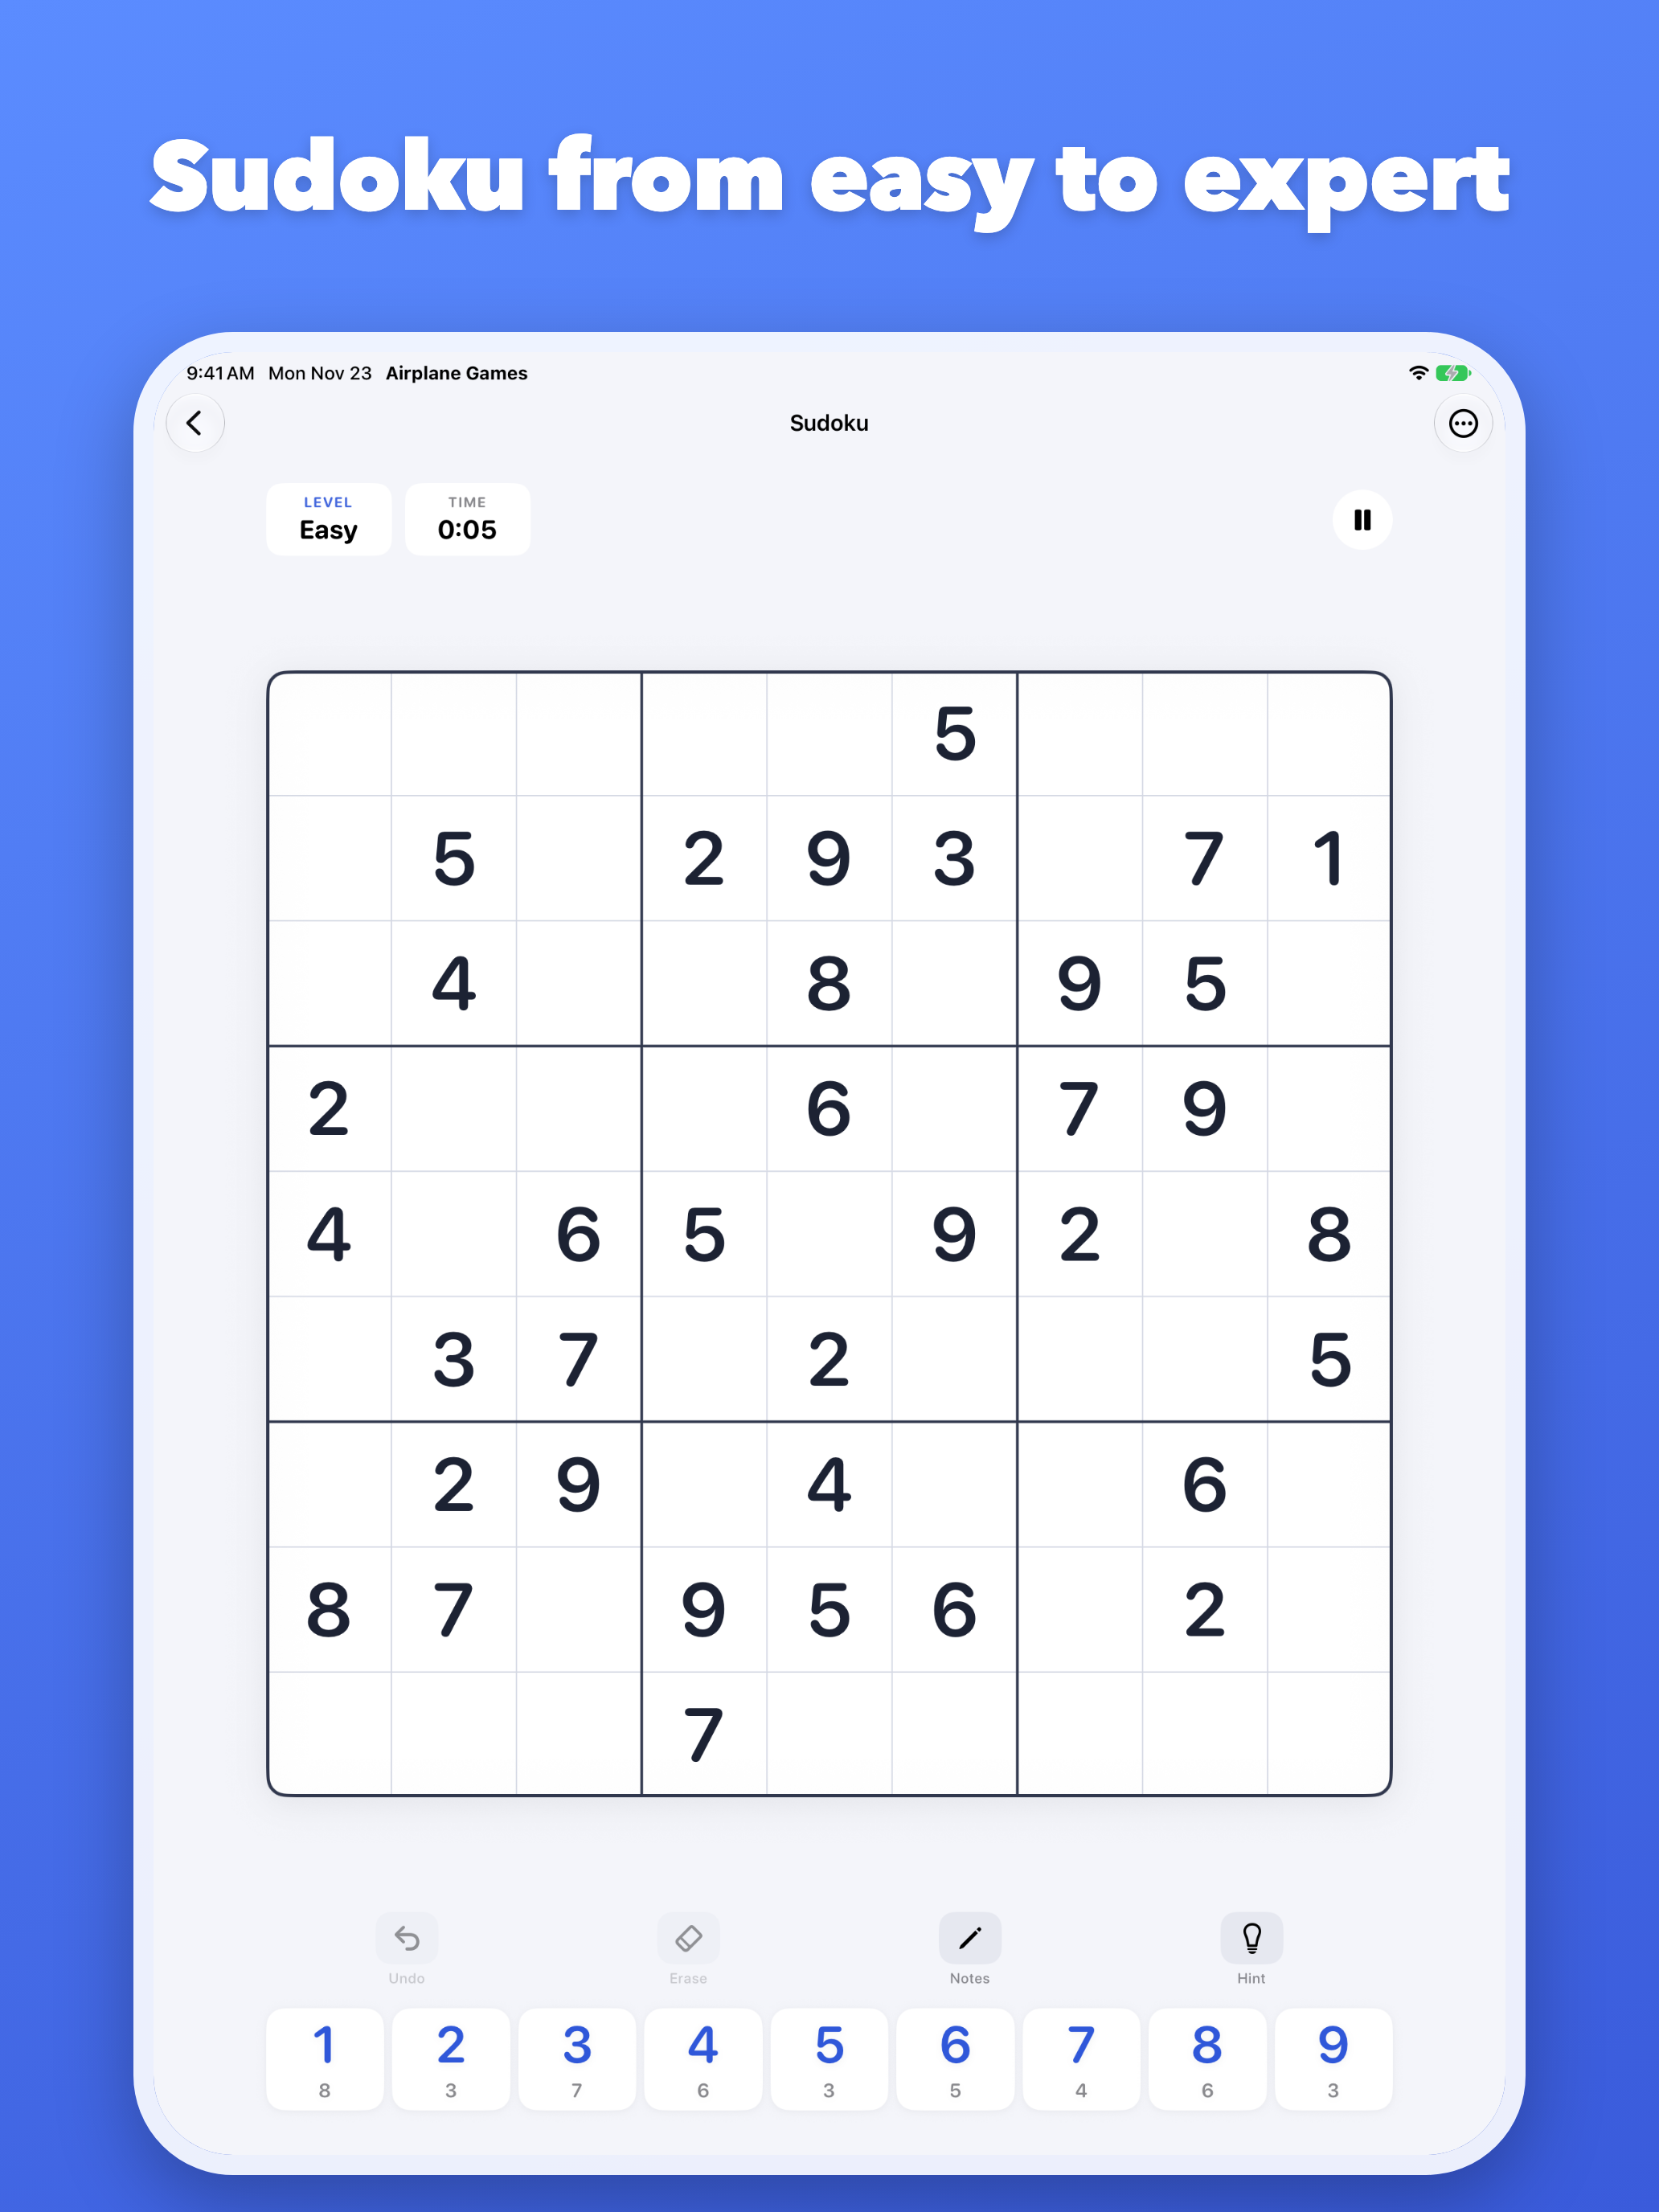 Sudoku from easy to expert
9:41 AM Mon Nov 23 Airplane Games
Sudoku
LEVEL TIME
Easy 0:05
5
5 2 9 3 7 1
4 8 9 5
2 6 7 9
4 6 5 9 2 8
3 7 2 5
2 9 4 6
8 7 9 5 6 2
7
Undo Erase Notes Hint
1 2 3 4 5 6 7 8 9
8 3 7 6 3 5 4 6 3